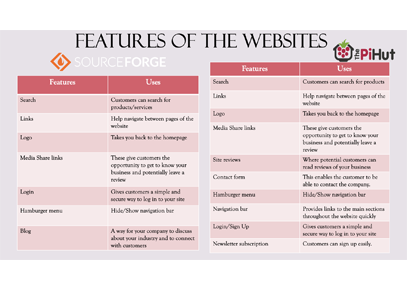 FEATURES OF THE WEBSITES
SOURCEFORGE
THE PiHut
Features Uses
Search Customers can search for
products/services
Links Help navigate between pages of the
website
Logo Takes you back to the homepage
Media Share links These give customers the
opportunity to get to know your
business and potentially leave a
review
Login Gives customers a simple and
secure way to log in to your site
Hamburger menu Hide/Show navigation bar
Blog A way for your company to discuss
about your industry and to connect
with customers
Features Uses
Search Customers can search for products
Links Help navigate between pages of the
website
Logo Takes you back to the homepage
Media Share links These give customers the
opportunity to get to know your
business and potentially leave a
review
Site reviews Where potential customers can
read reviews of your business
Contact form This enables the customer to be
able to contact the company.
Hamburger menu Hide/Show navigation bar
Navigation bar Provides links to the main sections
throughout the website quickly
Login/Sign Up Gives customers a simple and
secure way to log in to your site
Newsletter subscription Customers can sign up easily.